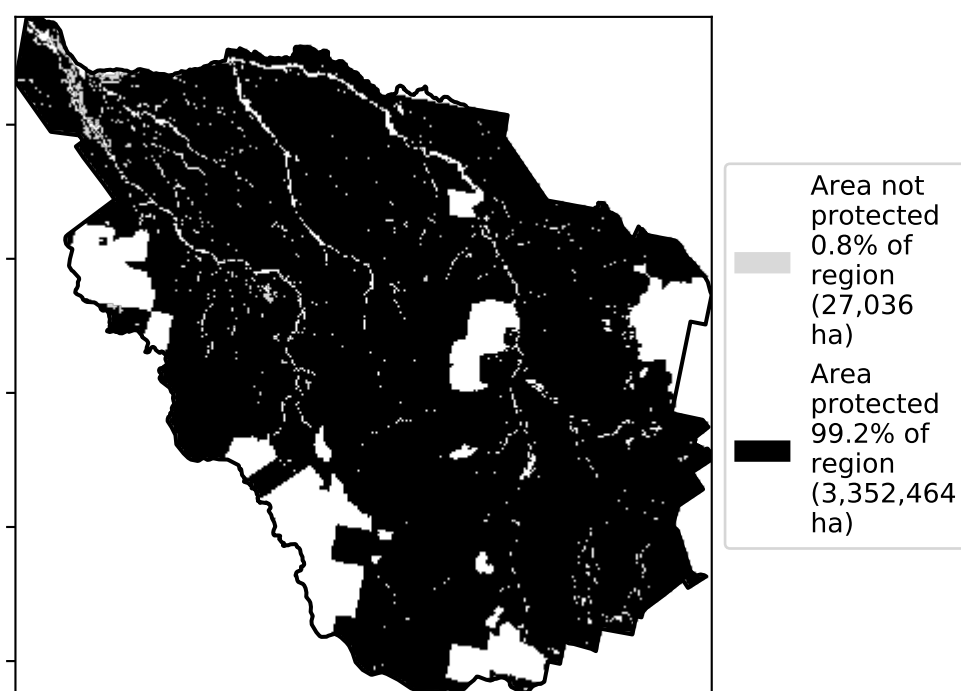 Area not
protected
0.8% of
region
(27,036
ha)
Area
protected
99.2% of
region
(3,352,464
ha)